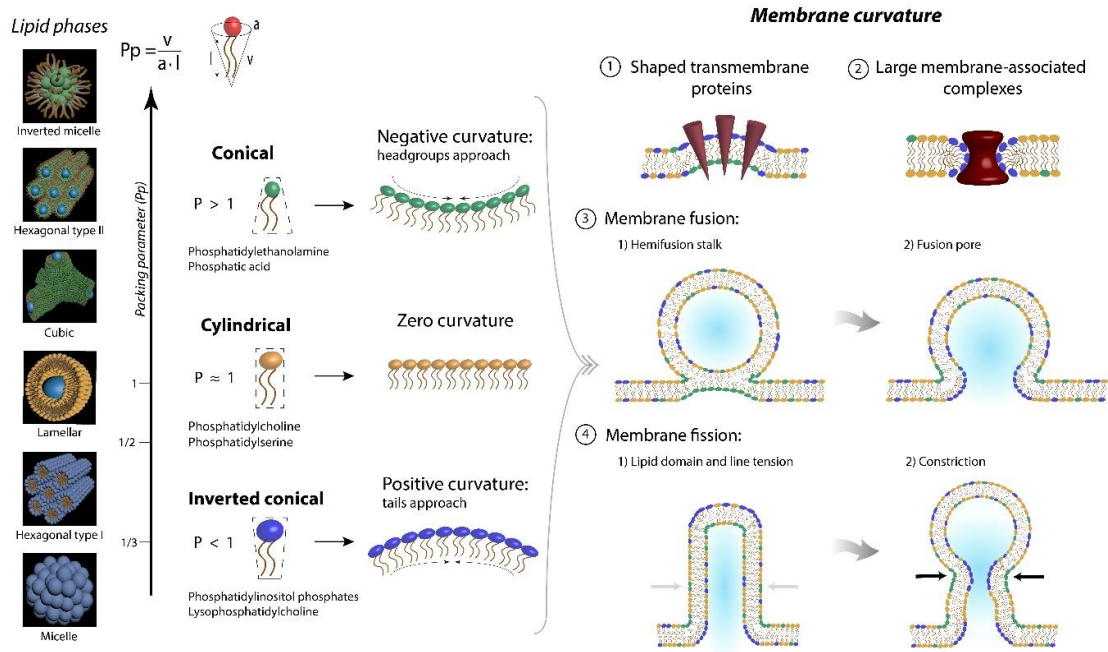 Lipid phases
Inverted micelle
Hexagonal type II
Cubic
Lamellar
Hexagonal type I
Micelle
Packing parameter (Pp)
1
1/2
1/3
Pp = v
a · l
a
l
v
Conical
P > 1
Phosphatidylethanolamine
Phosphatic acid
Negative curvature:
headgroups approach
Cylindrical
P ≈ 1
Phosphatidylcholine
Phosphatidylserine
Zero curvature
Inverted conical
P < 1
Phosphatidylinositol phosphates
Lysophosphatidylcholine
Positive curvature:
tails approach
Membrane curvature
1 Shaped transmembrane
proteins
2 Large membrane-associated
complexes
3 Membrane fusion:
1) Hemifusion stalk
2) Fusion pore
4 Membrane fission:
1) Lipid domain and line tension
2) Constriction